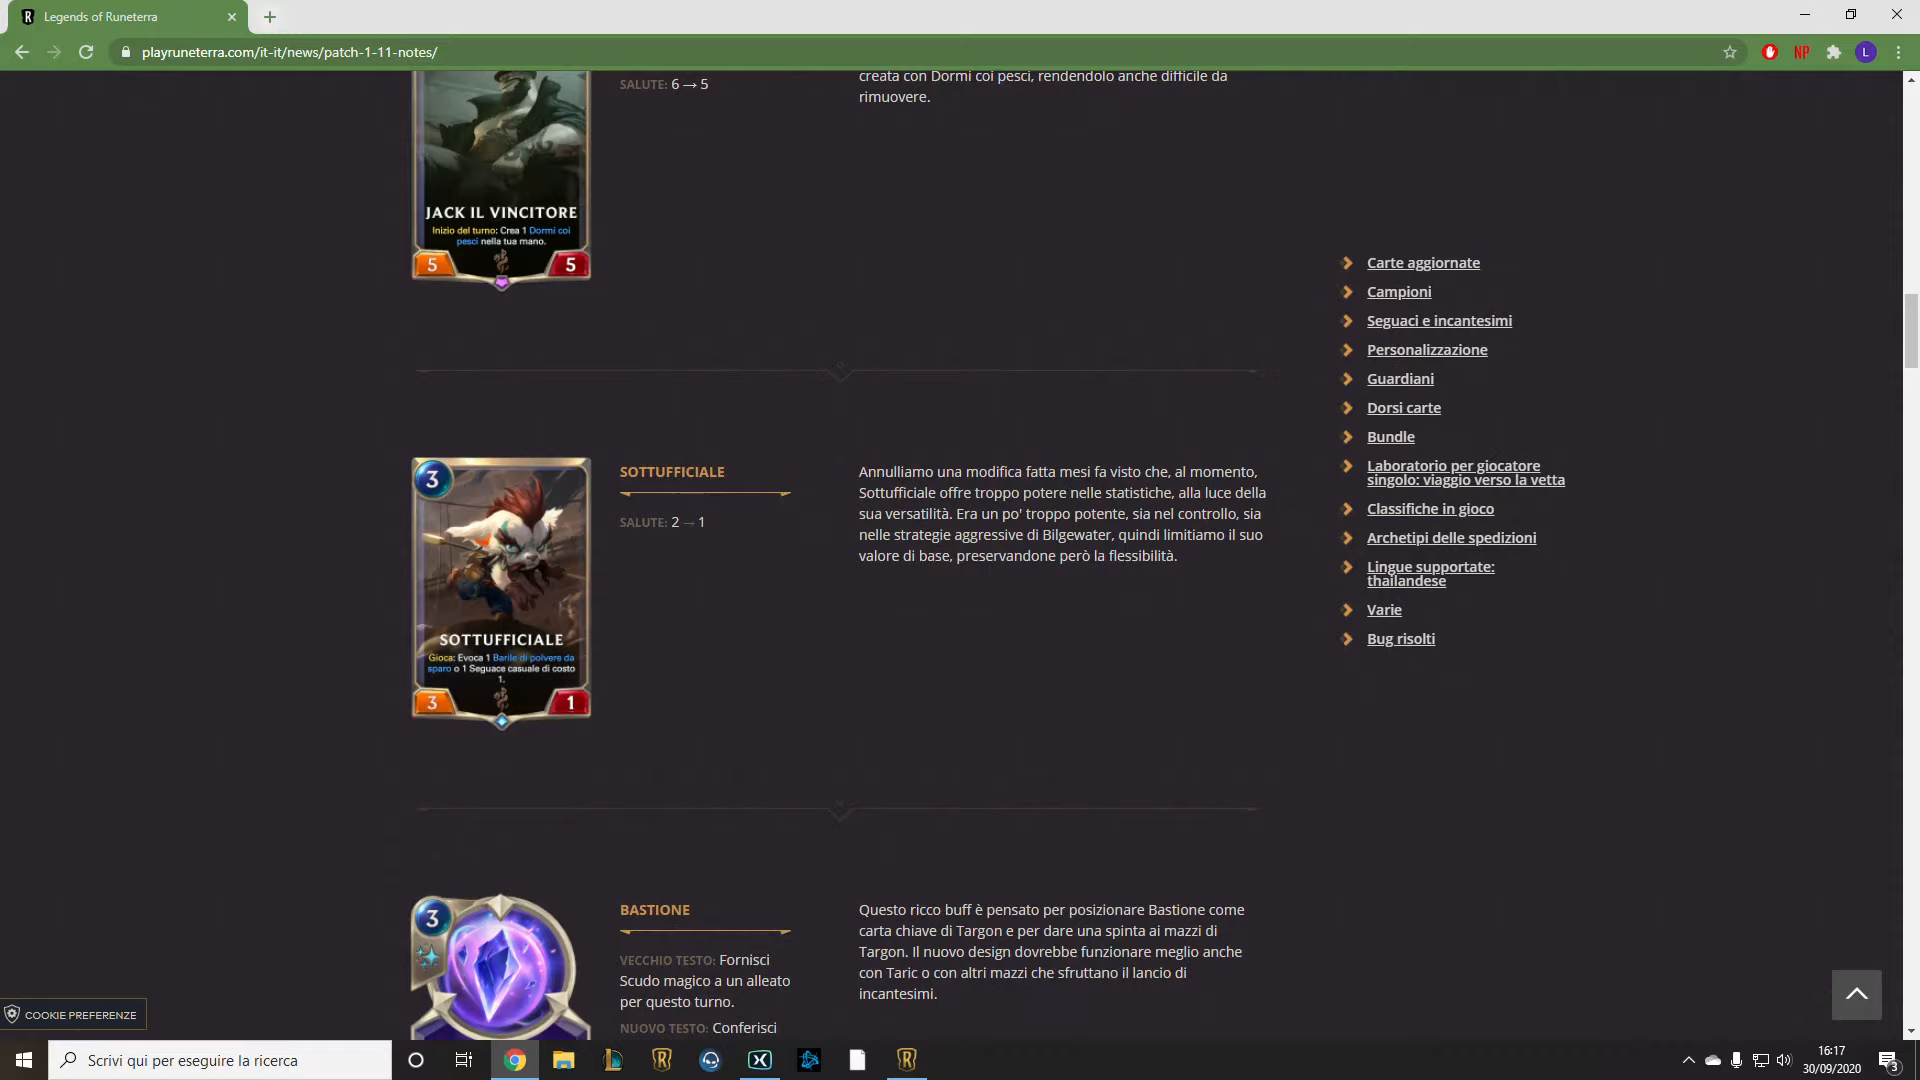 Legends of Runeterra
playruneterra.com/it-it/news/patch-1-11-notes/
NP
L
SALUTE: 6 → 5
creata con Dormi coi pesci, rendendolo anche difficile da
rimuovere.
JACK IL VINCITORE
Inizio del turno: Crea 1 Dormi coi
pesci nella tua mano.
5
5
Carte aggiornate
Campioni
Seguaci e incantesimi
Personalizzazione
Guardiani
Dorsi carte
Bundle
Laboratorio per giocatore
singolo: viaggio verso la vetta
Classifiche in gioco
Archetipi delle spedizioni
Lingue supportate:
thailandese
Varie
Bug risolti
3
SOTTUFFICIALE
Gioca: Evoca 1 Barile di polvere da
sparo o 1 Seguace casuale di costo
1.
3
1
SOTTUFFICIALE
SALUTE: 2 → 1
Annulliamo una modifica fatta mesi fa visto che, al momento,
Sottufficiale offre troppo potere nelle statistiche, alla luce della
sua versatilità. Era un po' troppo potente, sia nel controllo, sia
nelle strategie aggressive di Bilgewater, quindi limitiamo il suo
valore di base, preservandone però la flessibilità.
3
BASTIONE
VECCHIO TESTO: Fornisci
Scudo magico a un alleato
per questo turno.
NUOVO TESTO: Conferisci
Questo ricco buff è pensato per posizionare Bastione come
carta chiave di Targon e per dare una spinta ai mazzi di
Targon. Il nuovo design dovrebbe funzionare meglio anche
con Taric o con altri mazzi che sfruttano il lancio di
incantesimi.
COOKIE PREFERENZE
Scrivi qui per eseguire la ricerca
16:17
30/09/2020
3